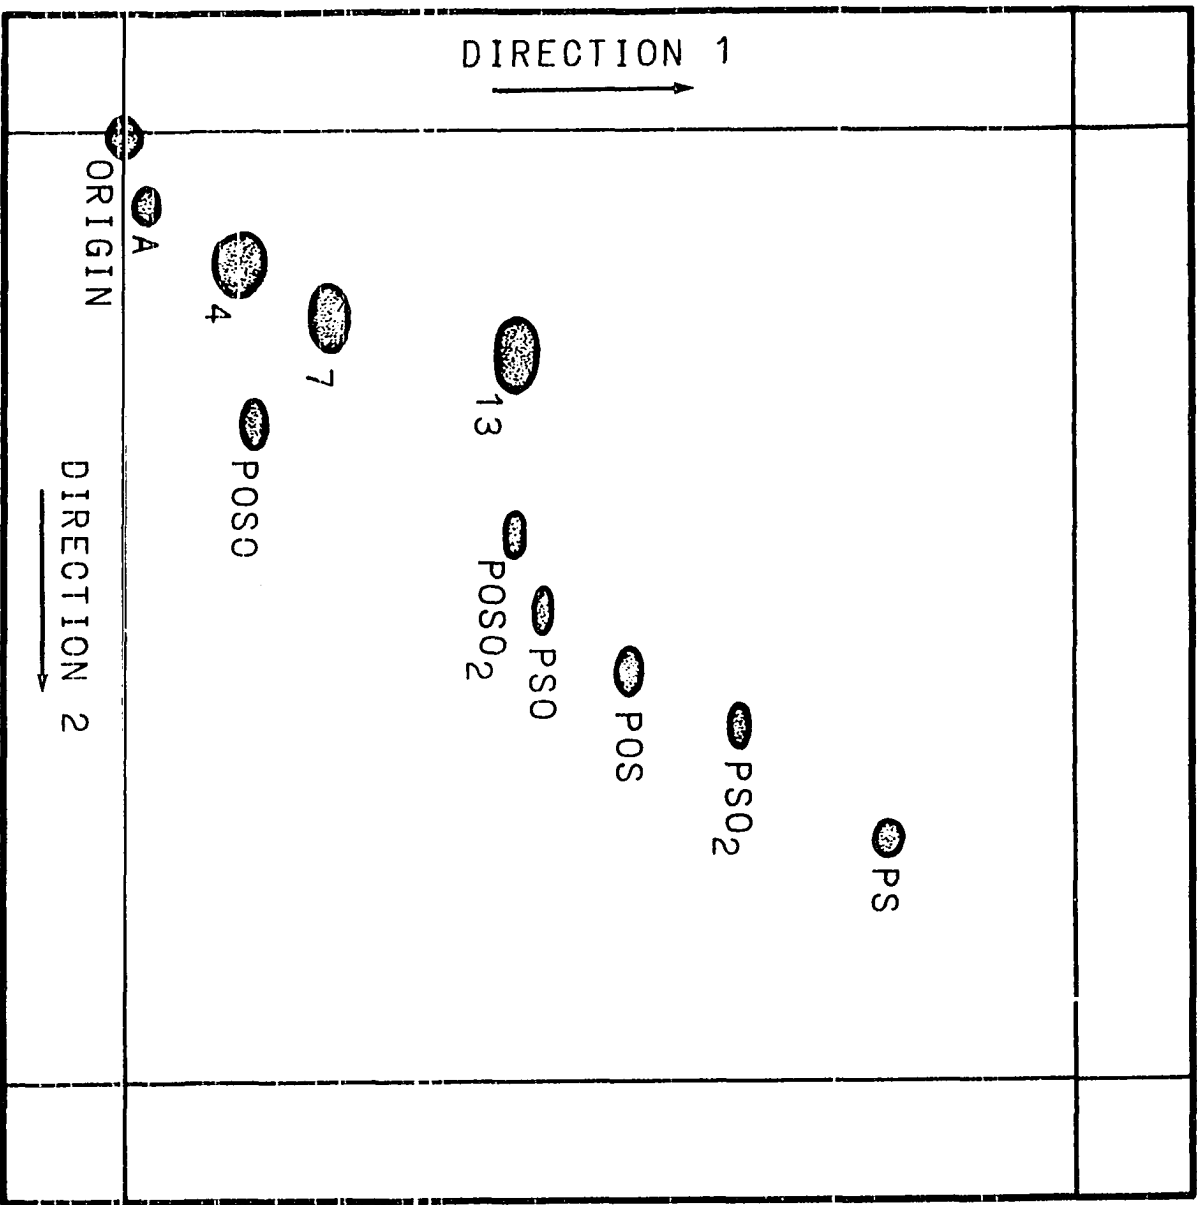 DIRECTION 1
ORIGIN
A
4
7
13
POSO
DIRECTION 2
POSO2
PSO
POS
PSO2
PS